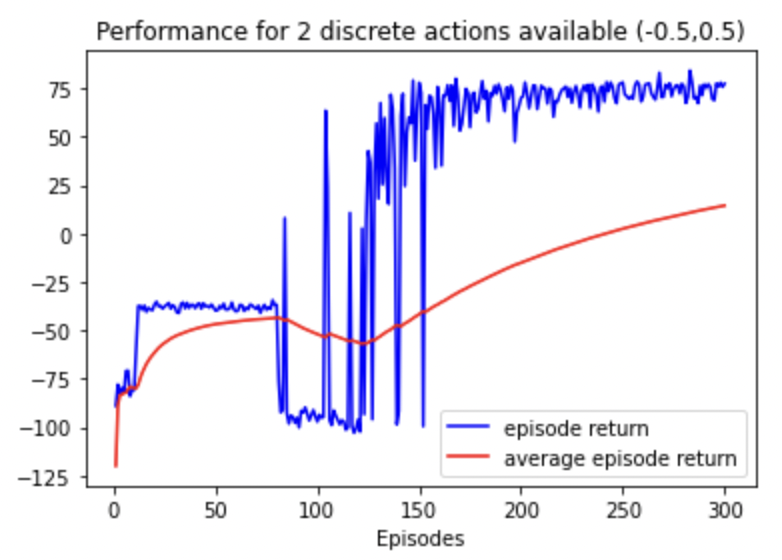 Performance for 2 discrete actions available (-0.5,0.5)
75
50
25
0
−25
−50
−75
−100
−125
episode return
average episode return
0 50 100 150 200 250 300
Episodes